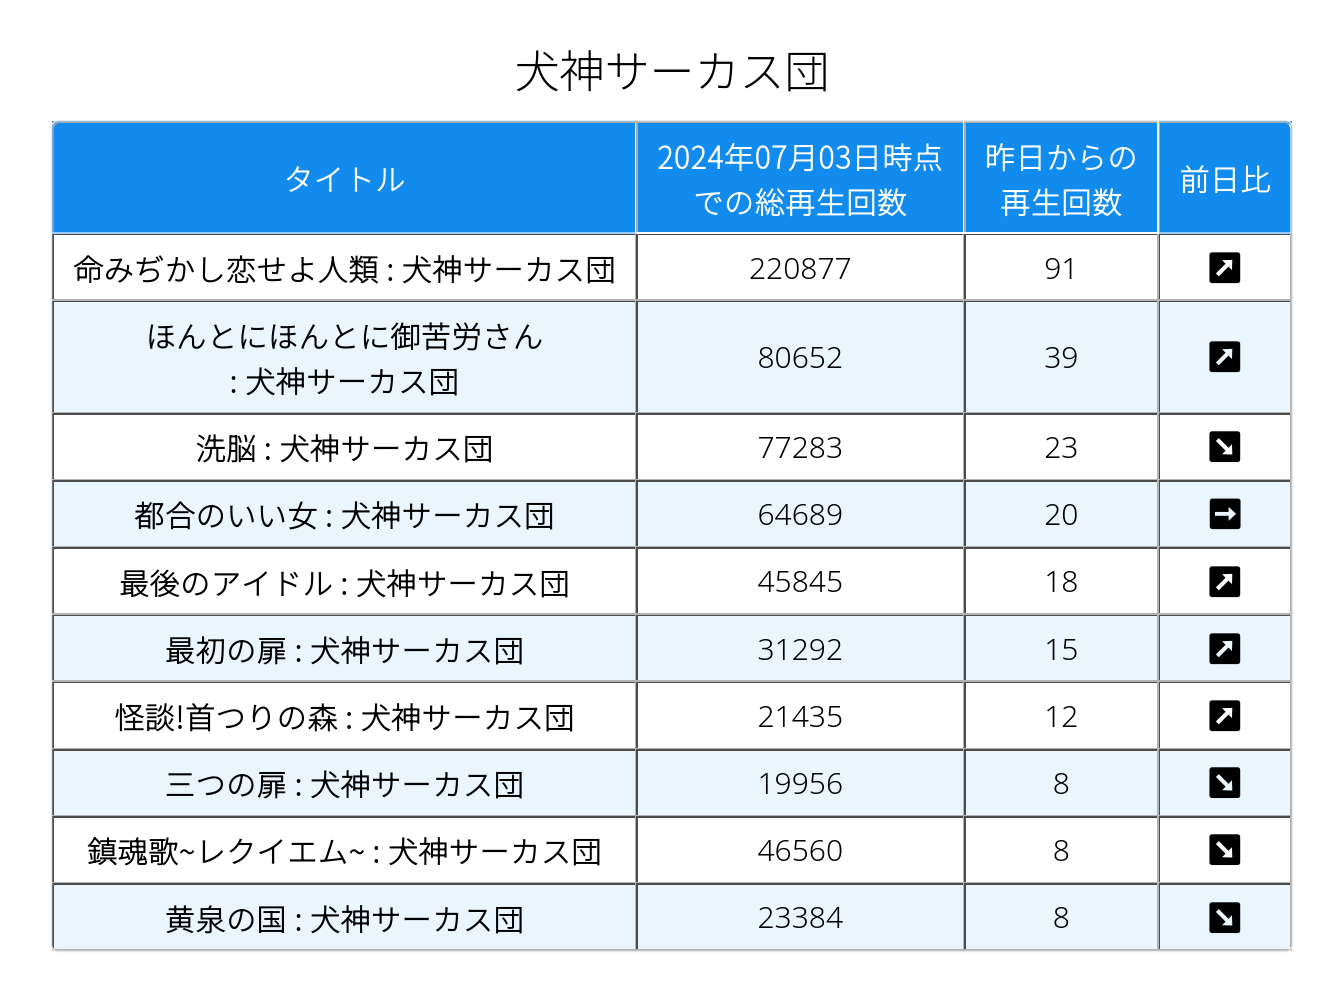 犬神サーカス団
タイトル
2024年07月03日時点
での総再生回数
昨日からの
再生回数
前日比
命みぢかし恋せよ人類 : 犬神サーカス団 220877 91 ↗
ほんとにほんとに御苦労さん
: 犬神サーカス団 80652 39 ↗
洗脳 : 犬神サーカス団 77283 23 ↘
都合のいい女 : 犬神サーカス団 64689 20 →
最後のアイドル : 犬神サーカス団 45845 18 ↗
最初の扉 : 犬神サーカス団 31292 15 ↗
怪談!首つりの森 : 犬神サーカス団 21435 12 ↗
三つの扉 : 犬神サーカス団 19956 8 ↘
鎮魂歌~レクイエム~ : 犬神サーカス団 46560 8 ↘
黄泉の国 : 犬神サーカス団 23384 8 ↘